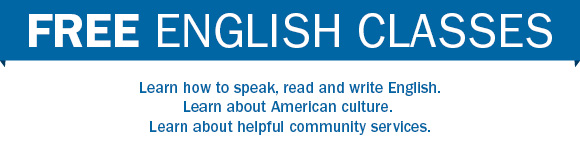 FREE ENGLISH CLASSES
Learn how to speak, read and write English.
Learn about American culture.
Learn about helpful community services.